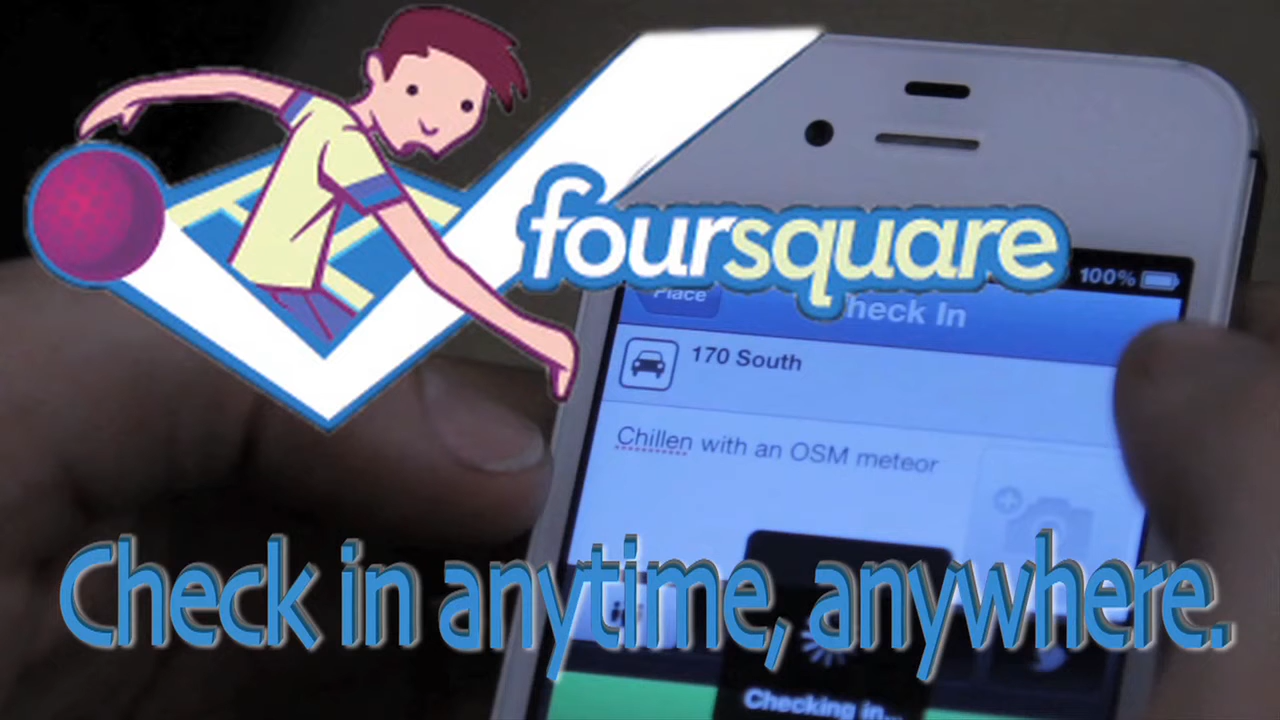 foursquare
100%
Place
Check In
170 South
Chillen with an OSM meteor
Check in anytime, anywhere.
Checking in...